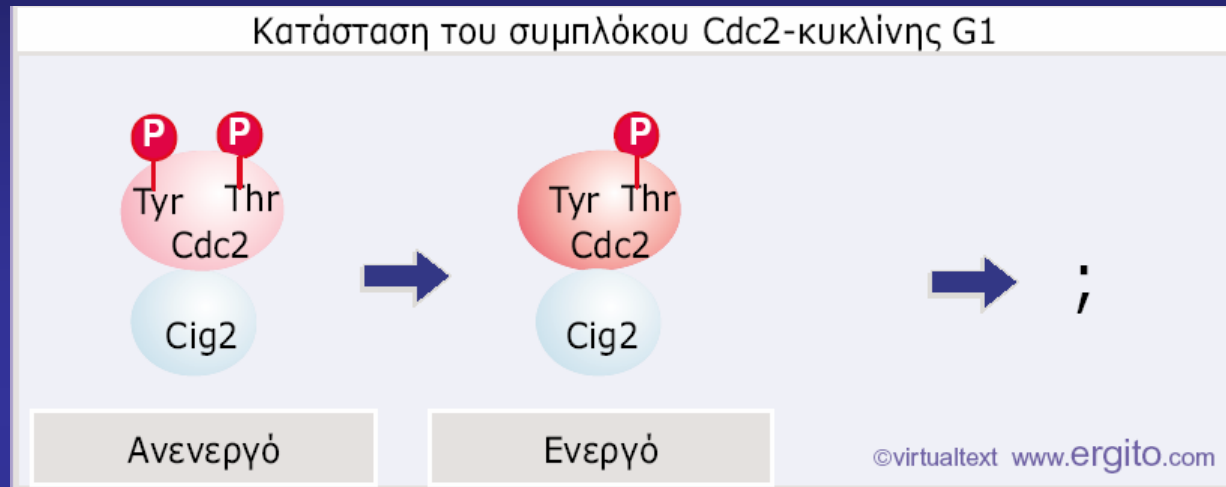 Κατάσταση του συμπλόκου Cdc2-κυκλίνης G1
P P
Tyr Thr
Cdc2
Cig2
P
Tyr Thr
Cdc2
Cig2
;
Ανενεργό
Ενεργό
©virtualtext www.ergito.com